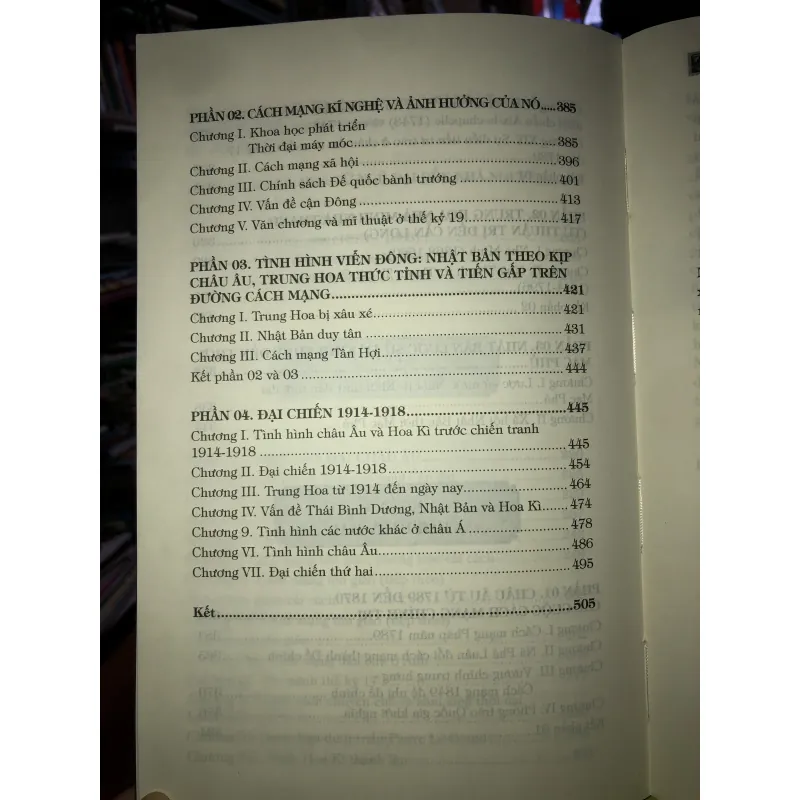 PHẦN 02. CÁCH MẠNG KĨ NGHỆ VÀ ẢNH HƯỞNG CỦA NÓ.....385
Chương I. Khoa học phát triển
Thời đại máy móc.....385
Chương II. Cách mạng xã hội.....396
Chương III. Chính sách Đế quốc bành trướng.....401
Chương IV. Vấn đề cận Đông.....413
Chương V. Văn chương và mĩ thuật ở thế kỷ 19.....417
PHẦN 03. TÌNH HÌNH VIỄN ĐÔNG: NHẬT BẢN THEO KỊP
CHÂU ÂU, TRUNG HOA THỨC TỈNH VÀ TIẾN GẤP TRÊN
ĐƯỜNG CÁCH MẠNG.....421
Chương I. Trung Hoa bị xâu xé.....421
Chương II. Nhật Bản duy tân.....431
Chương III. Cách mạng Tân Hợi.....437
Kết phần 02 và 03.....444
PHẦN 04. ĐẠI CHIẾN 1914-1918.....445
Chương I. Tình hình châu Âu và Hoa Kì trước chiến tranh
1914-1918.....445
Chương II. Đại chiến 1914-1918.....454
Chương III. Trung Hoa từ 1914 đến ngày nay.....464
Chương IV. Vấn đề Thái Bình Dương, Nhật Bản và Hoa Kì.....474
Chương 9. Tình hình các nước khác ở châu Á.....478
Chương VI. Tình hình châu Âu.....486
Chương VII. Đại chiến thứ hai.....495
Kết.....505